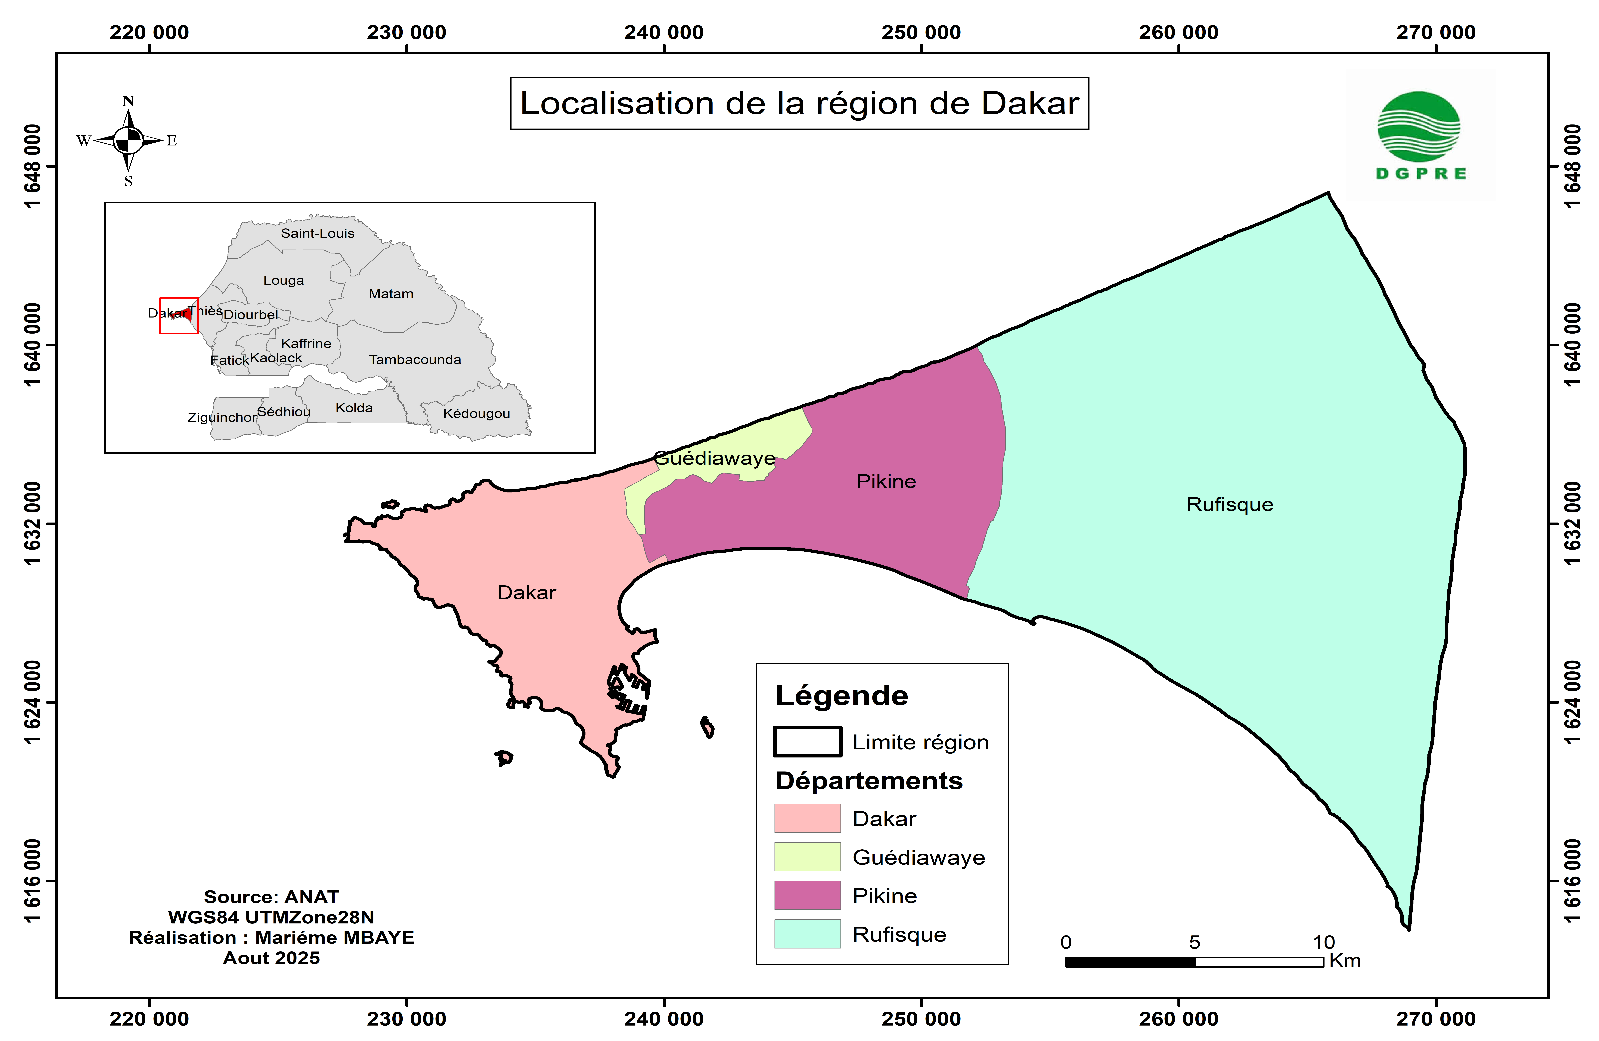 220 000 230 000 240 000 250 000 260 000 270 000
Localisation de la région de Dakar
DGPRE
N
W E
S
1 648 000 1 648 000
1 640 000 1 640 000
1 632 000 1 632 000
1 624 000 1 624 000
1 616 000 1 616 000
Saint-Louis
Louga
Matam
Dakar Thiès
Diourbel
Kaffrine
Fatick Kaolack
Tambacounda
Ziguinchor Sédhiou Kolda Kédougou
Guédiawaye
Pikine
Rufisque
Dakar
Légende
Limite région
Départements
Dakar
Guédiawaye
Pikine
Rufisque
Source: ANAT
WGS84 UTMZone28N
Réalisation : Mariéme MBAYE
Aout 2025
0 5 10
Km
220 000 230 000 240 000 250 000 260 000 270 000